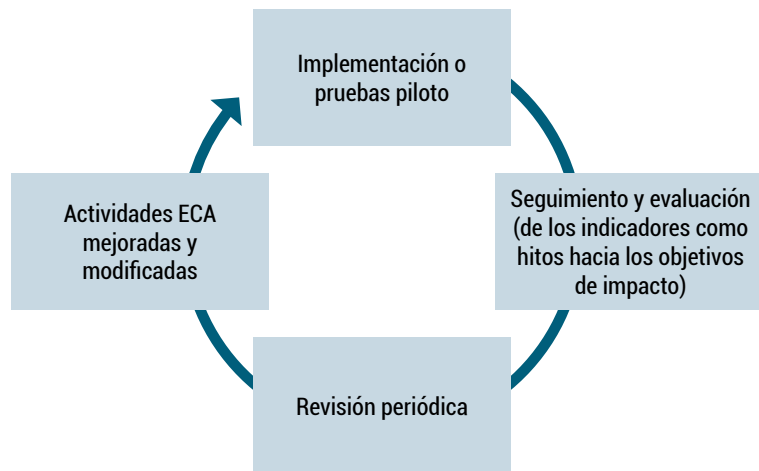 Implementación o
pruebas piloto
Seguimiento y evaluación
(de los indicadores como
hitos hacia los objetivos
de impacto)
Revisión periódica
Actividades ECA
mejoradas y
modificadas